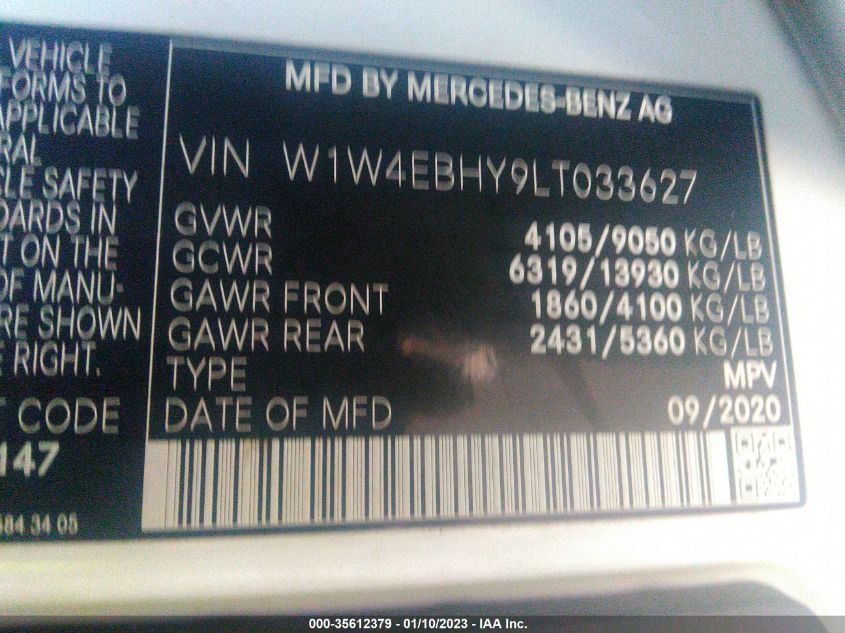 VEHICLE
FORMS TO
APPLICABLE
RAL
SAFETY
DARDS IN
ON THE
OF MANU-
RE SHOWN
RIGHT.
CODE
147
584 34 05
MFD BY MERCEDES-BENZ AG
VIN W1W4EBHY9LT033627
GVWR 4105/9050 KG/LB
GCWR 6319/13930 KG/LB
GAWR FRONT 1860/4100 KG/LB
GAWR REAR 2431/5360 KG/LB
TYPE MPV
DATE OF MFD 09/2020
000-35612379 - 01/10/2023 - IAA Inc.